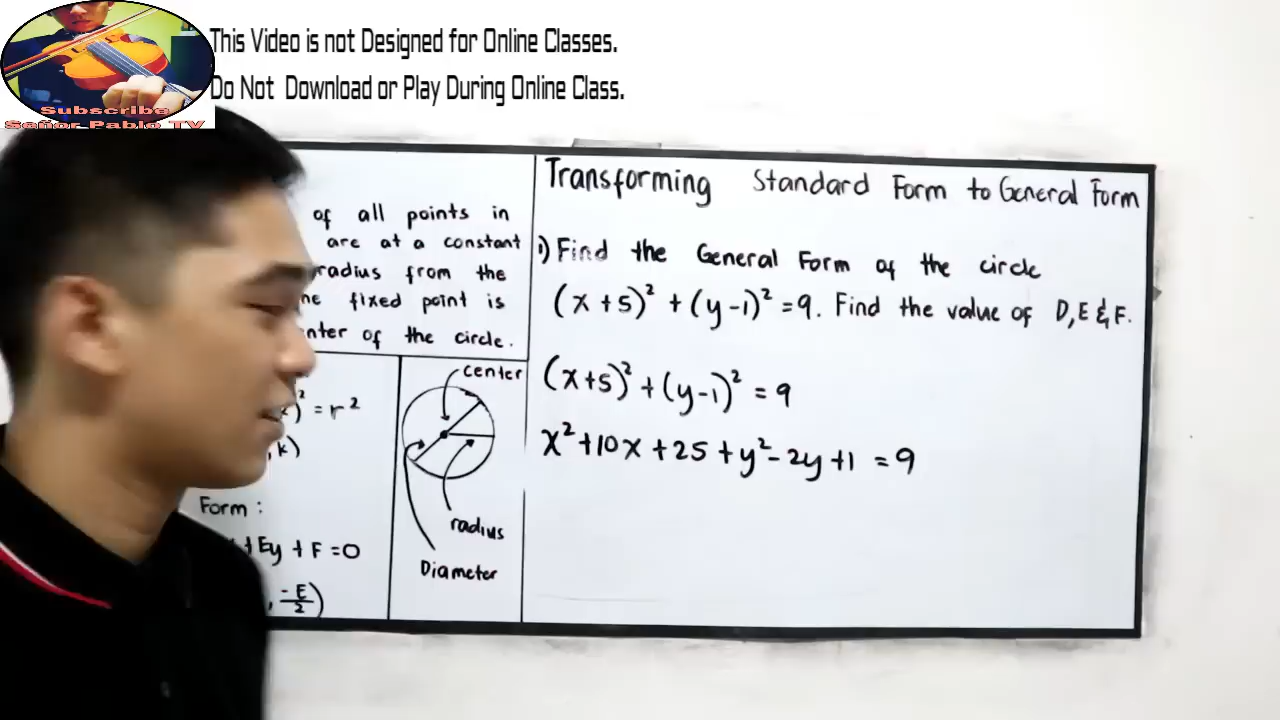 This Video is not Designed for Online Classes.
Do Not Download or Play During Online Class.
Subscribe
Señor Pablo TV
of all points in
are at a constant
radius from the
fixed point is
of the circle.
)² = r²
, k)
Form :
+ Ey + F = 0
, -E/2)
center
radius
Diameter
Transforming Standard Form to General Form
1) Find the General Form of the circle
(x + 5)² + (y - 1)² = 9. Find the value of D, E & F.
(x + 5)² + (y - 1)² = 9
x² + 10x + 25 + y² - 2y + 1 = 9